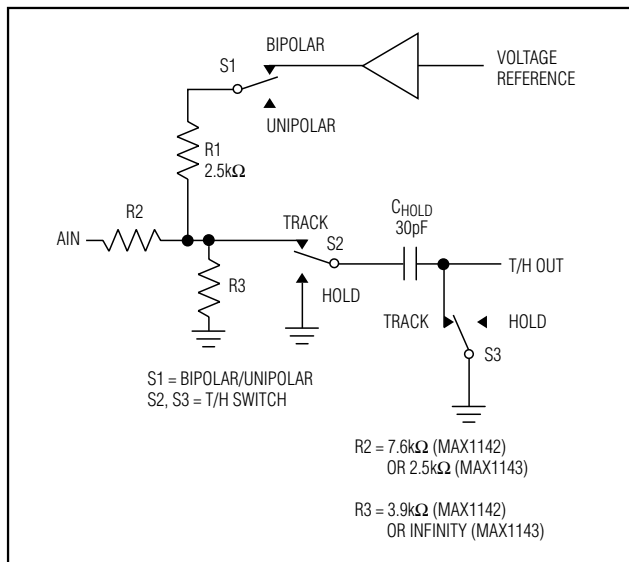 BIPOLAR
VOLTAGE
REFERENCE
S1
UNIPOLAR
R1
2.5kΩ
R2
AIN
TRACK
S2
CHOLD
30pF
T/H OUT
R3
HOLD
TRACK
HOLD
S3
S1 = BIPOLAR/UNIPOLAR
S2, S3 = T/H SWITCH
R2 = 7.6kΩ (MAX1142)
OR 2.5kΩ (MAX1143)
R3 = 3.9kΩ (MAX1142)
OR INFINITY (MAX1143)